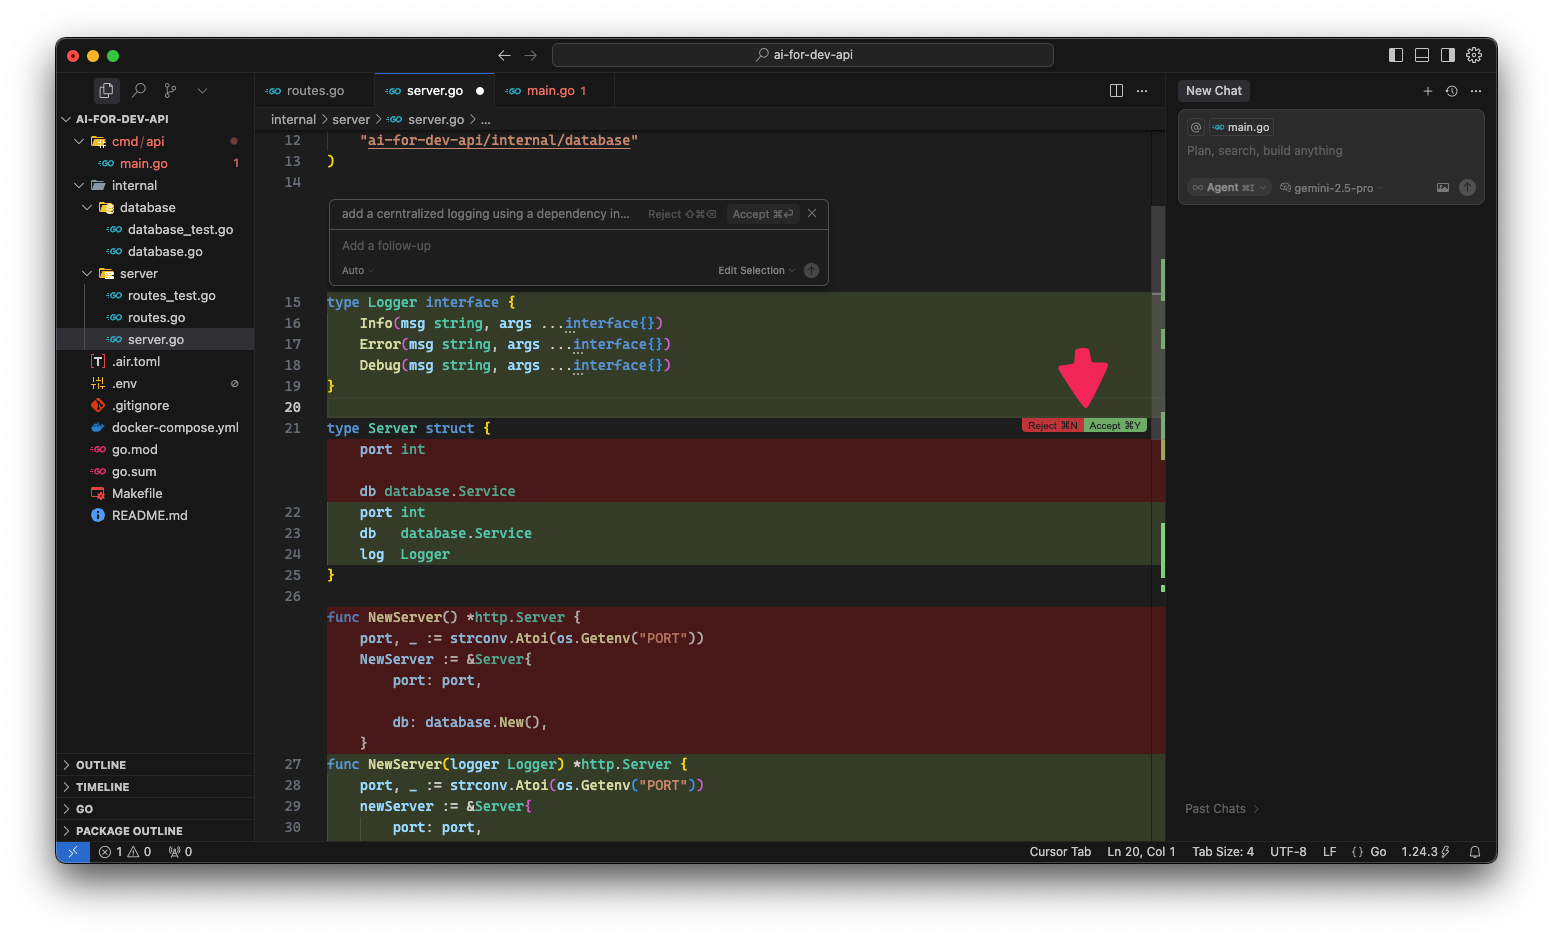 ai-for-dev-api
routes.go
server.go
main.go 1
New Chat
AI-FOR-DEV-API
cmd/api
main.go 1
internal
database
database_test.go
database.go
server
routes_test.go
routes.go
server.go
.air.toml
.env
.gitignore
docker-compose.yml
go.mod
go.sum
Makefile
README.md
OUTLINE
TIMELINE
GO
PACKAGE OUTLINE
internal > server > server.go > ...
12 "ai-for-dev-api/internal/database"
13 )
14
add a cerntralized logging using a dependency in... Reject ⇧⌘⌫ Accept ⌘⏎
Add a follow-up
Auto Edit Selection
15 type Logger interface {
16 Info(msg string, args ...interface{})
17 Error(msg string, args ...interface{})
18 Debug(msg string, args ...interface{})
19 }
20
Reject ⌘N Accept ⌘Y
21 type Server struct {
port int
db database.Service
22 port int
23 db database.Service
24 log Logger
25 }
26
func NewServer() *http.Server {
port, _ := strconv.Atoi(os.Getenv("PORT"))
NewServer := &Server{
port: port,
db: database.New(),
}
27 func NewServer(logger Logger) *http.Server {
28 port, _ := strconv.Atoi(os.Getenv("PORT"))
29 newServer := &Server{
30 port: port,
@ main.go
Plan, search, build anything
Agent ⌘I gemini-2.5-pro
Past Chats >
1 0 0
Cursor Tab Ln 20, Col 1 Tab Size: 4 UTF-8 LF {} Go 1.24.3